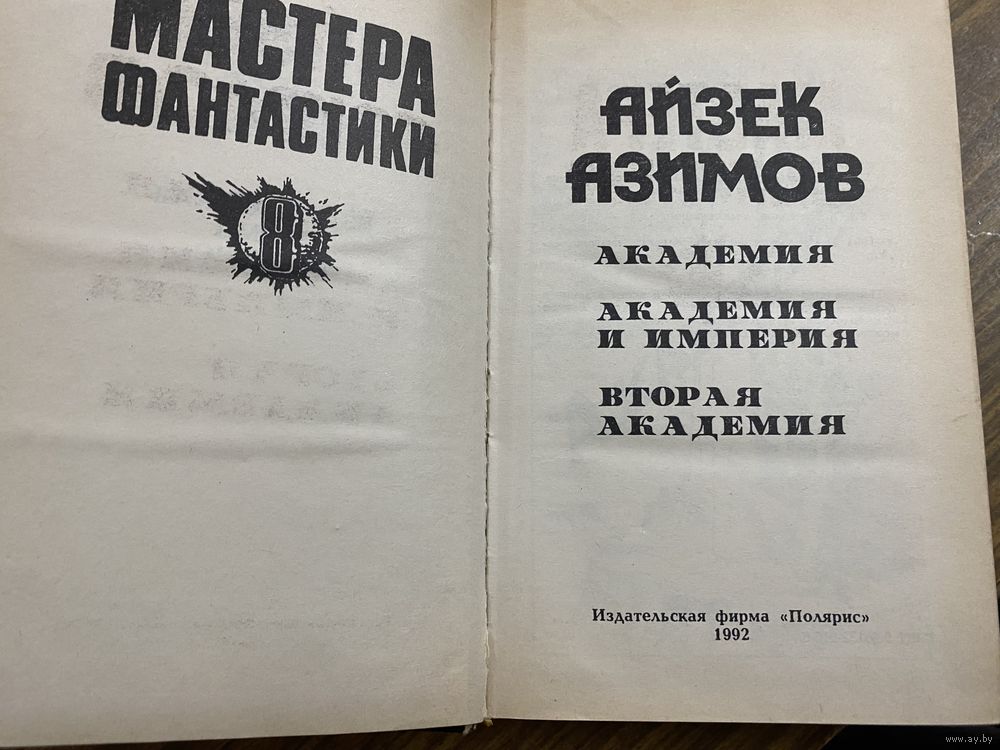 МАСТЕРА
ФАНТАСТИКИ
8
АЙЗЕК
АЗИМОВ
АКАДЕМИЯ
АКАДЕМИЯ
И ИМПЕРИЯ
ВТОРАЯ
АКАДЕМИЯ
Издательская фирма «Полярис»
1992
www.ay.by